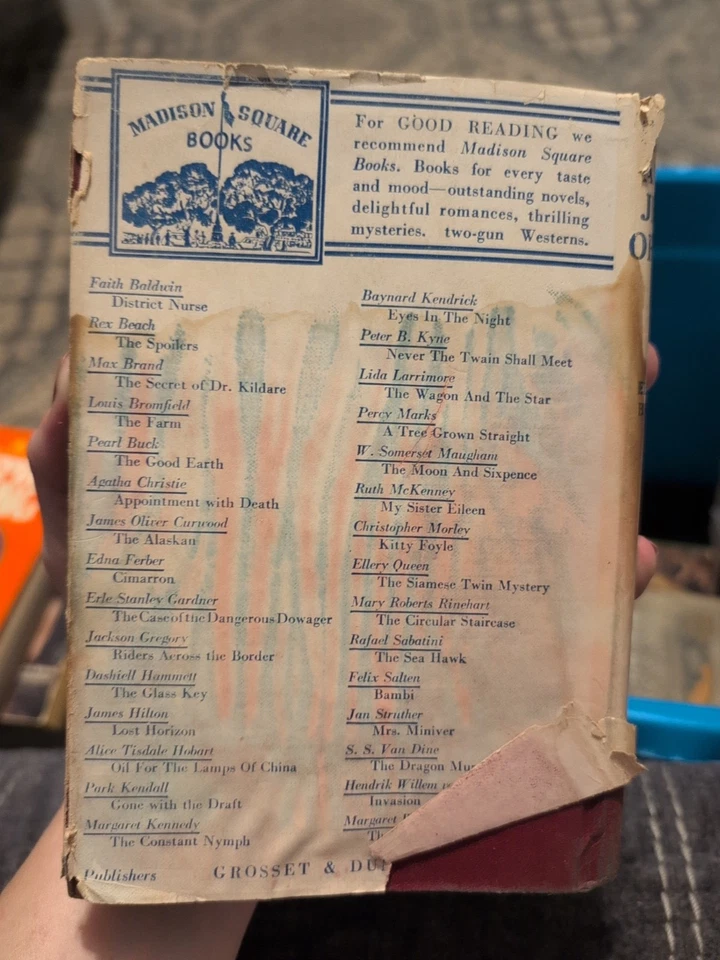 MADISON SQUARE
BOOKS
For GOOD READING we
recommend Madison Square
Books. Books for every taste
and mood—outstanding novels,
delightful romances, thrilling
mysteries. two-gun Westerns.
Faith Baldwin
District Nurse
Rex Beach
The Spoilers
Max Brand
The Secret of Dr. Kildare
Louis Bromfield
The Farm
Pearl Buck
The Good Earth
Agatha Christie
Appointment with Death
James Oliver Curwood
The Alaskan
Edna Ferber
Cimarron
Erle Stanley Gardner
The Case of the Dangerous Dowager
Jackson Gregory
Riders Across the Border
Dashiell Hammett
The Glass Key
James Hilton
Lost Horizon
Alice Tisdale Hobart
Oil For The Lamps Of China
Park Kendall
Gone with the Draft
Margaret Kennedy
The Constant Nymph
Baynard Kendrick
Eyes In The Night
Peter B. Kyne
Never The Twain Shall Meet
Lida Larrimore
The Wagon And The Star
Percy Marks
A Tree Grown Straight
W. Somerset Maugham
The Moon And Sixpence
Ruth McKenney
My Sister Eileen
Christopher Morley
Kitty Foyle
Ellery Queen
The Siamese Twin Mystery
Mary Roberts Rinehart
The Circular Staircase
Rafael Sabatini
The Sea Hawk
Felix Salten
Bambi
Jan Struther
Mrs. Miniver
S. S. Van Dine
The Dragon
Hendrik Willem
Invasion
Margaret
Publishers GROSSET &